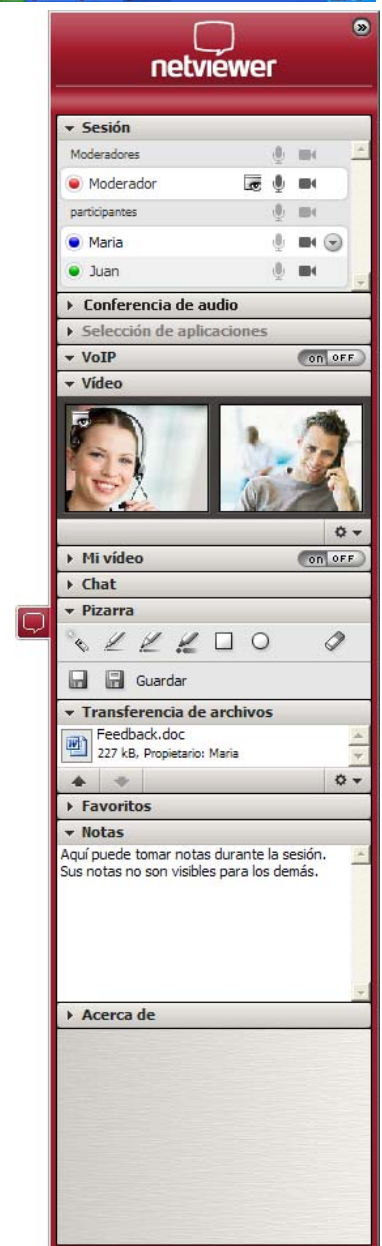 netviewer
Sesión
Moderadores
Moderador
participantes
Maria
Juan
Conferencia de audio
Selección de aplicaciones
VoIP on OFF
Vídeo
Mi vídeo on OFF
Chat
Pizarra
Guardar
Transferencia de archivos
Feedback.doc
227 kB, Propietario: Maria
Favoritos
Notas
Aquí puede tomar notas durante la sesión.
Sus notas no son visibles para los demás.
Acerca de